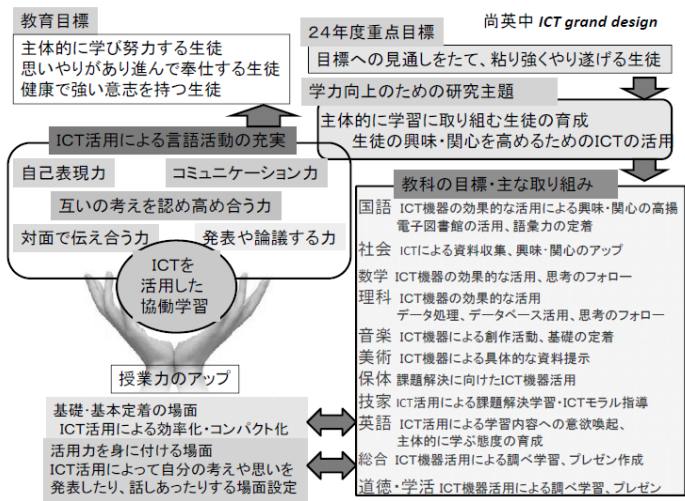 尚英中 ICT grand design
教育目標
主体的に学び努力する生徒
思いやりがあり進んで奉仕する生徒
健康で強い意志を持つ生徒
24年度重点目標
目標への見通しをたて、粘り強くやり遂げる生徒
学力向上のための研究主題
主体的に学習に取り組む生徒の育成
生徒の興味・関心を高めるためのICTの活用
ICT活用による言語活動の充実
自己表現力
コミュニケーション力
互いの考えを認め高め合う力
対面で伝え合う力
発表や論議する力
ICTを
活用した
協働学習
授業力のアップ
基礎・基本定着の場面
ICT活用による効率化・コンパクト化
活用力を身に付ける場面
ICT活用によって自分の考えや思いを
発表したり、話しあったりする場面設定
教科の目標・主な取り組み
国語 ICT機器の効果的な活用による興味・関心の高揚
電子図書館の活用、語彙力の定着
社会 ICTによる資料収集、興味・関心のアップ
数学 ICT機器の効果的な活用、思考のフォロー
理科 ICT機器の効果的な活用
データ処理、データベース活用、思考のフォロー
音楽 ICT機器による創作活動、基礎の定着
美術 ICT機器による具体的な資料提示
保体 課題解決に向けたICT機器活用
技家 ICT活用による課題解決学習・ICTモラル指導
英語 ICT活用による学習内容への意欲喚起、
主体的に学ぶ態度の育成
総合 ICT機器活用による調べ学習、プレゼン作成
道徳・学活 ICT機器活用による調べ学習、プレゼン